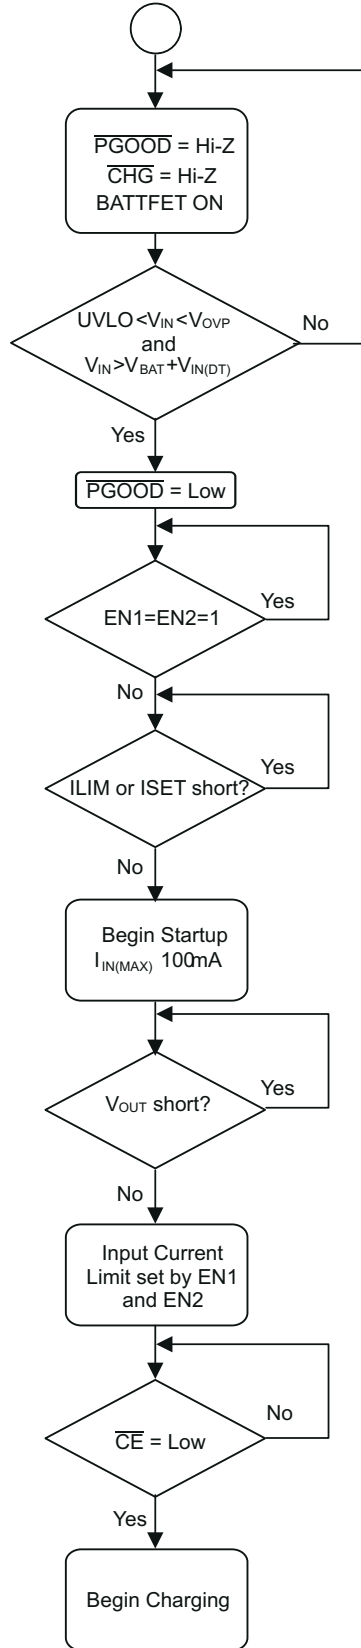 PGOOD = Hi-Z
CHG = Hi-Z
BATTFET ON
UVLO<VIN<VOVP
and
VIN>VBAT+VIN(DT)
No
Yes
PGOOD = Low
EN1=EN2=1
Yes
No
ILIM or ISET short?
Yes
No
Begin Startup
IIN(MAX) 100mA
VOUT short?
Yes
No
Input Current
Limit set by EN1
and EN2
CE = Low
No
Yes
Begin Charging